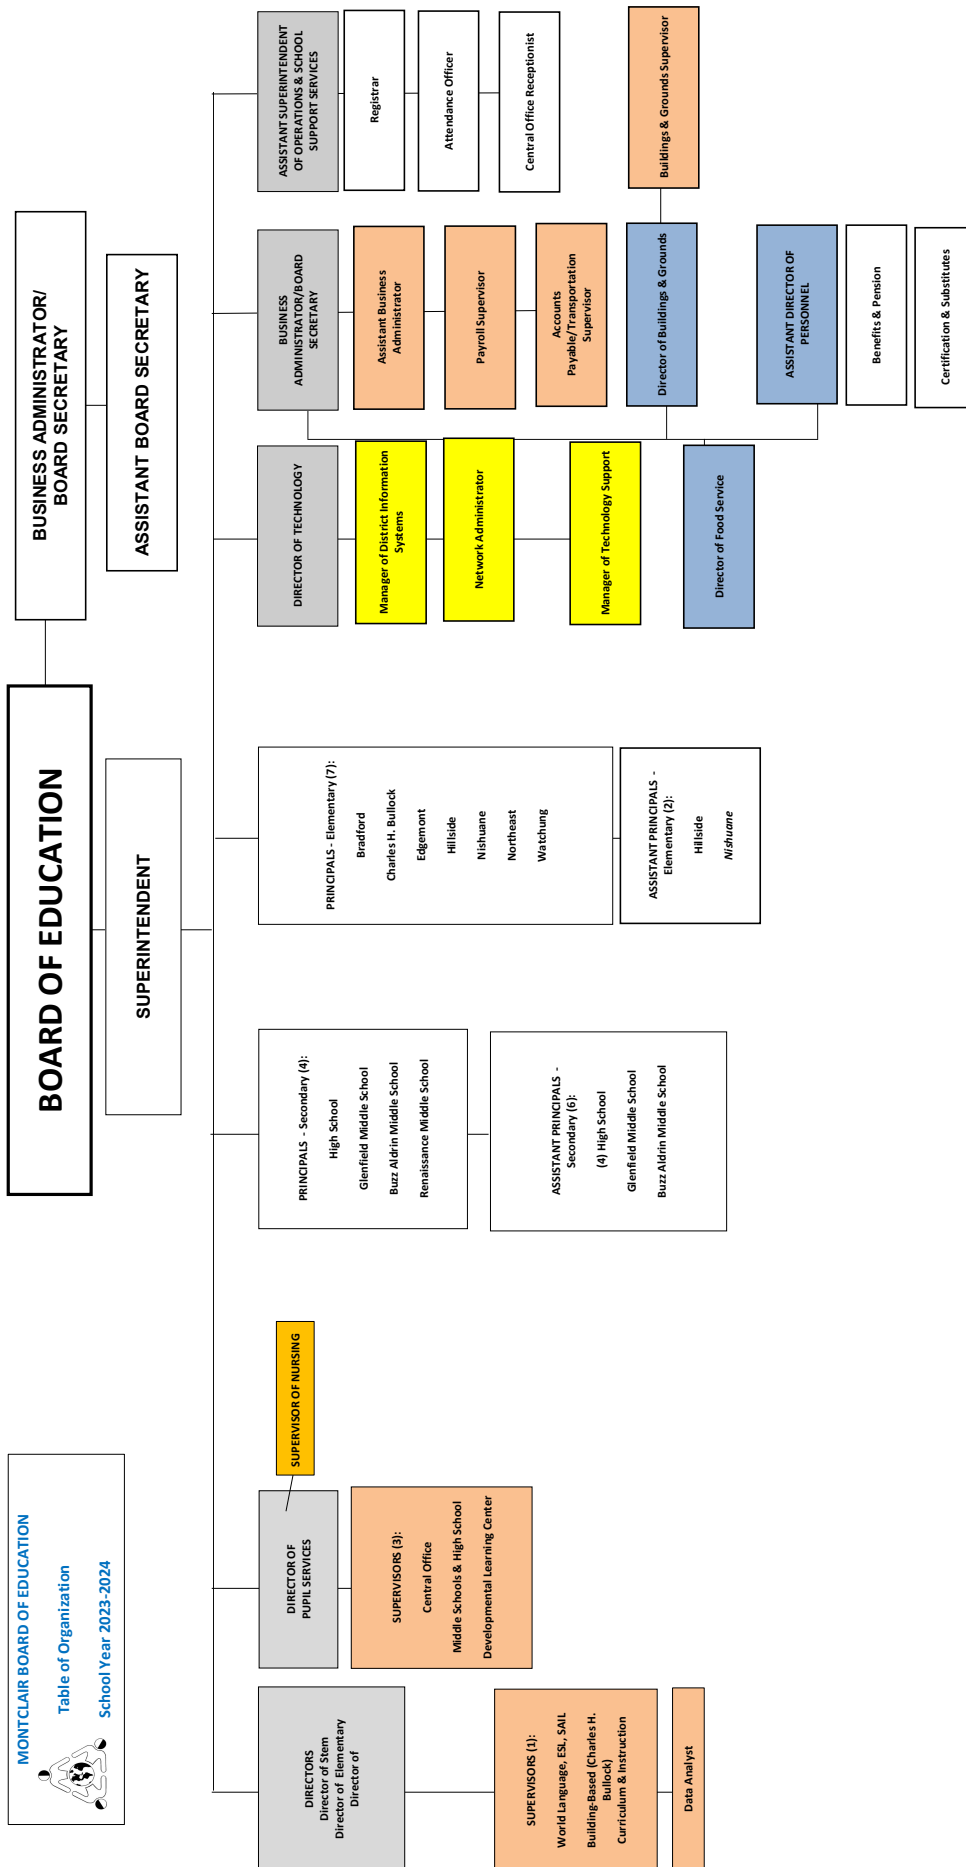 MONTCLAIR BOARD OF EDUCATION
Table of Organization
School Year 2023-2024
BOARD OF EDUCATION
BUSINESS ADMINISTRATOR/
BOARD SECRETARY
ASSISTANT BOARD SECRETARY
SUPERINTENDENT
DIRECTORS
Director of Stem
Director of Elementary
Director of
SUPERVISORS (1):
World Language, ESL, SAIL
Building-Based (Charles H.
Bullock)
Curriculum & Instruction
Data Analyst
DIRECTOR OF
PUPIL SERVICES
SUPERVISOR OF NURSING
SUPERVISORS (3):
Central Office
Middle Schools & High School
Developmental Learning Center
PRINCIPALS - Secondary (4):
High School
Glenfield Middle School
Buzz Aldrin Middle School
Renaissance Middle School
ASSISTANT PRINCIPALS -
Secondary (6):
(4) High School
Glenfield Middle School
Buzz Aldrin Middle School
PRINCIPALS - Elementary (7):
Bradford
Charles H. Bullock
Edgemont
Hillside
Nishuane
Northeast
Watchung
ASSISTANT PRINCIPALS -
Elementary (2):
Hillside
Nishuane
DIRECTOR OF TECHNOLOGY
Manager of District Information
Systems
Network Administrator
Manager of Technology Support
Director of Food Service
BUSINESS
ADMINISTRATOR/BOARD
SECRETARY
Assistant Business
Administrator
Payroll Supervisor
Accounts
Payable/Transportation
Supervisor
Director of Buildings & Grounds
Buildings & Grounds Supervisor
ASSISTANT DIRECTOR OF
PERSONNEL
Benefits & Pension
Certification & Substitutes
ASSISTANT SUPERINTENDENT
OF OPERATIONS & SCHOOL
SUPPORT SERVICES
Registrar
Attendance Officer
Central Office Receptionist